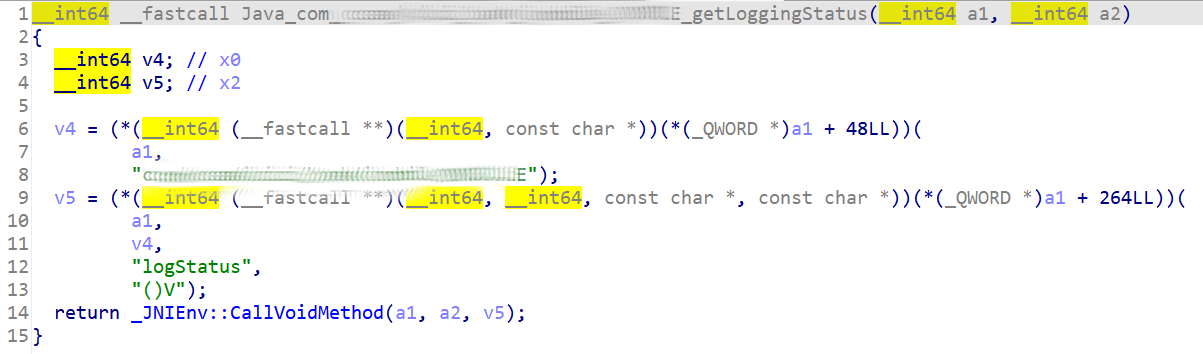 1 __int64 __fastcall Java_com_ E_getLoggingStatus(__int64 a1, __int64 a2)
2 {
3 __int64 v4; // x0
4 __int64 v5; // x2
5
6 v4 = (*(__int64 (__fastcall **)(__int64, const char *))(*(_QWORD *)a1 + 48LL))(
7 a1,
8 "c E");
9 v5 = (*(__int64 (__fastcall **)(__int64, __int64, const char *, const char *))(*(_QWORD *)a1 + 264LL))(
10 a1,
11 v4,
12 "logStatus",
13 "()V");
14 return _JNIEnv::CallVoidMethod(a1, a2, v5);
15 }